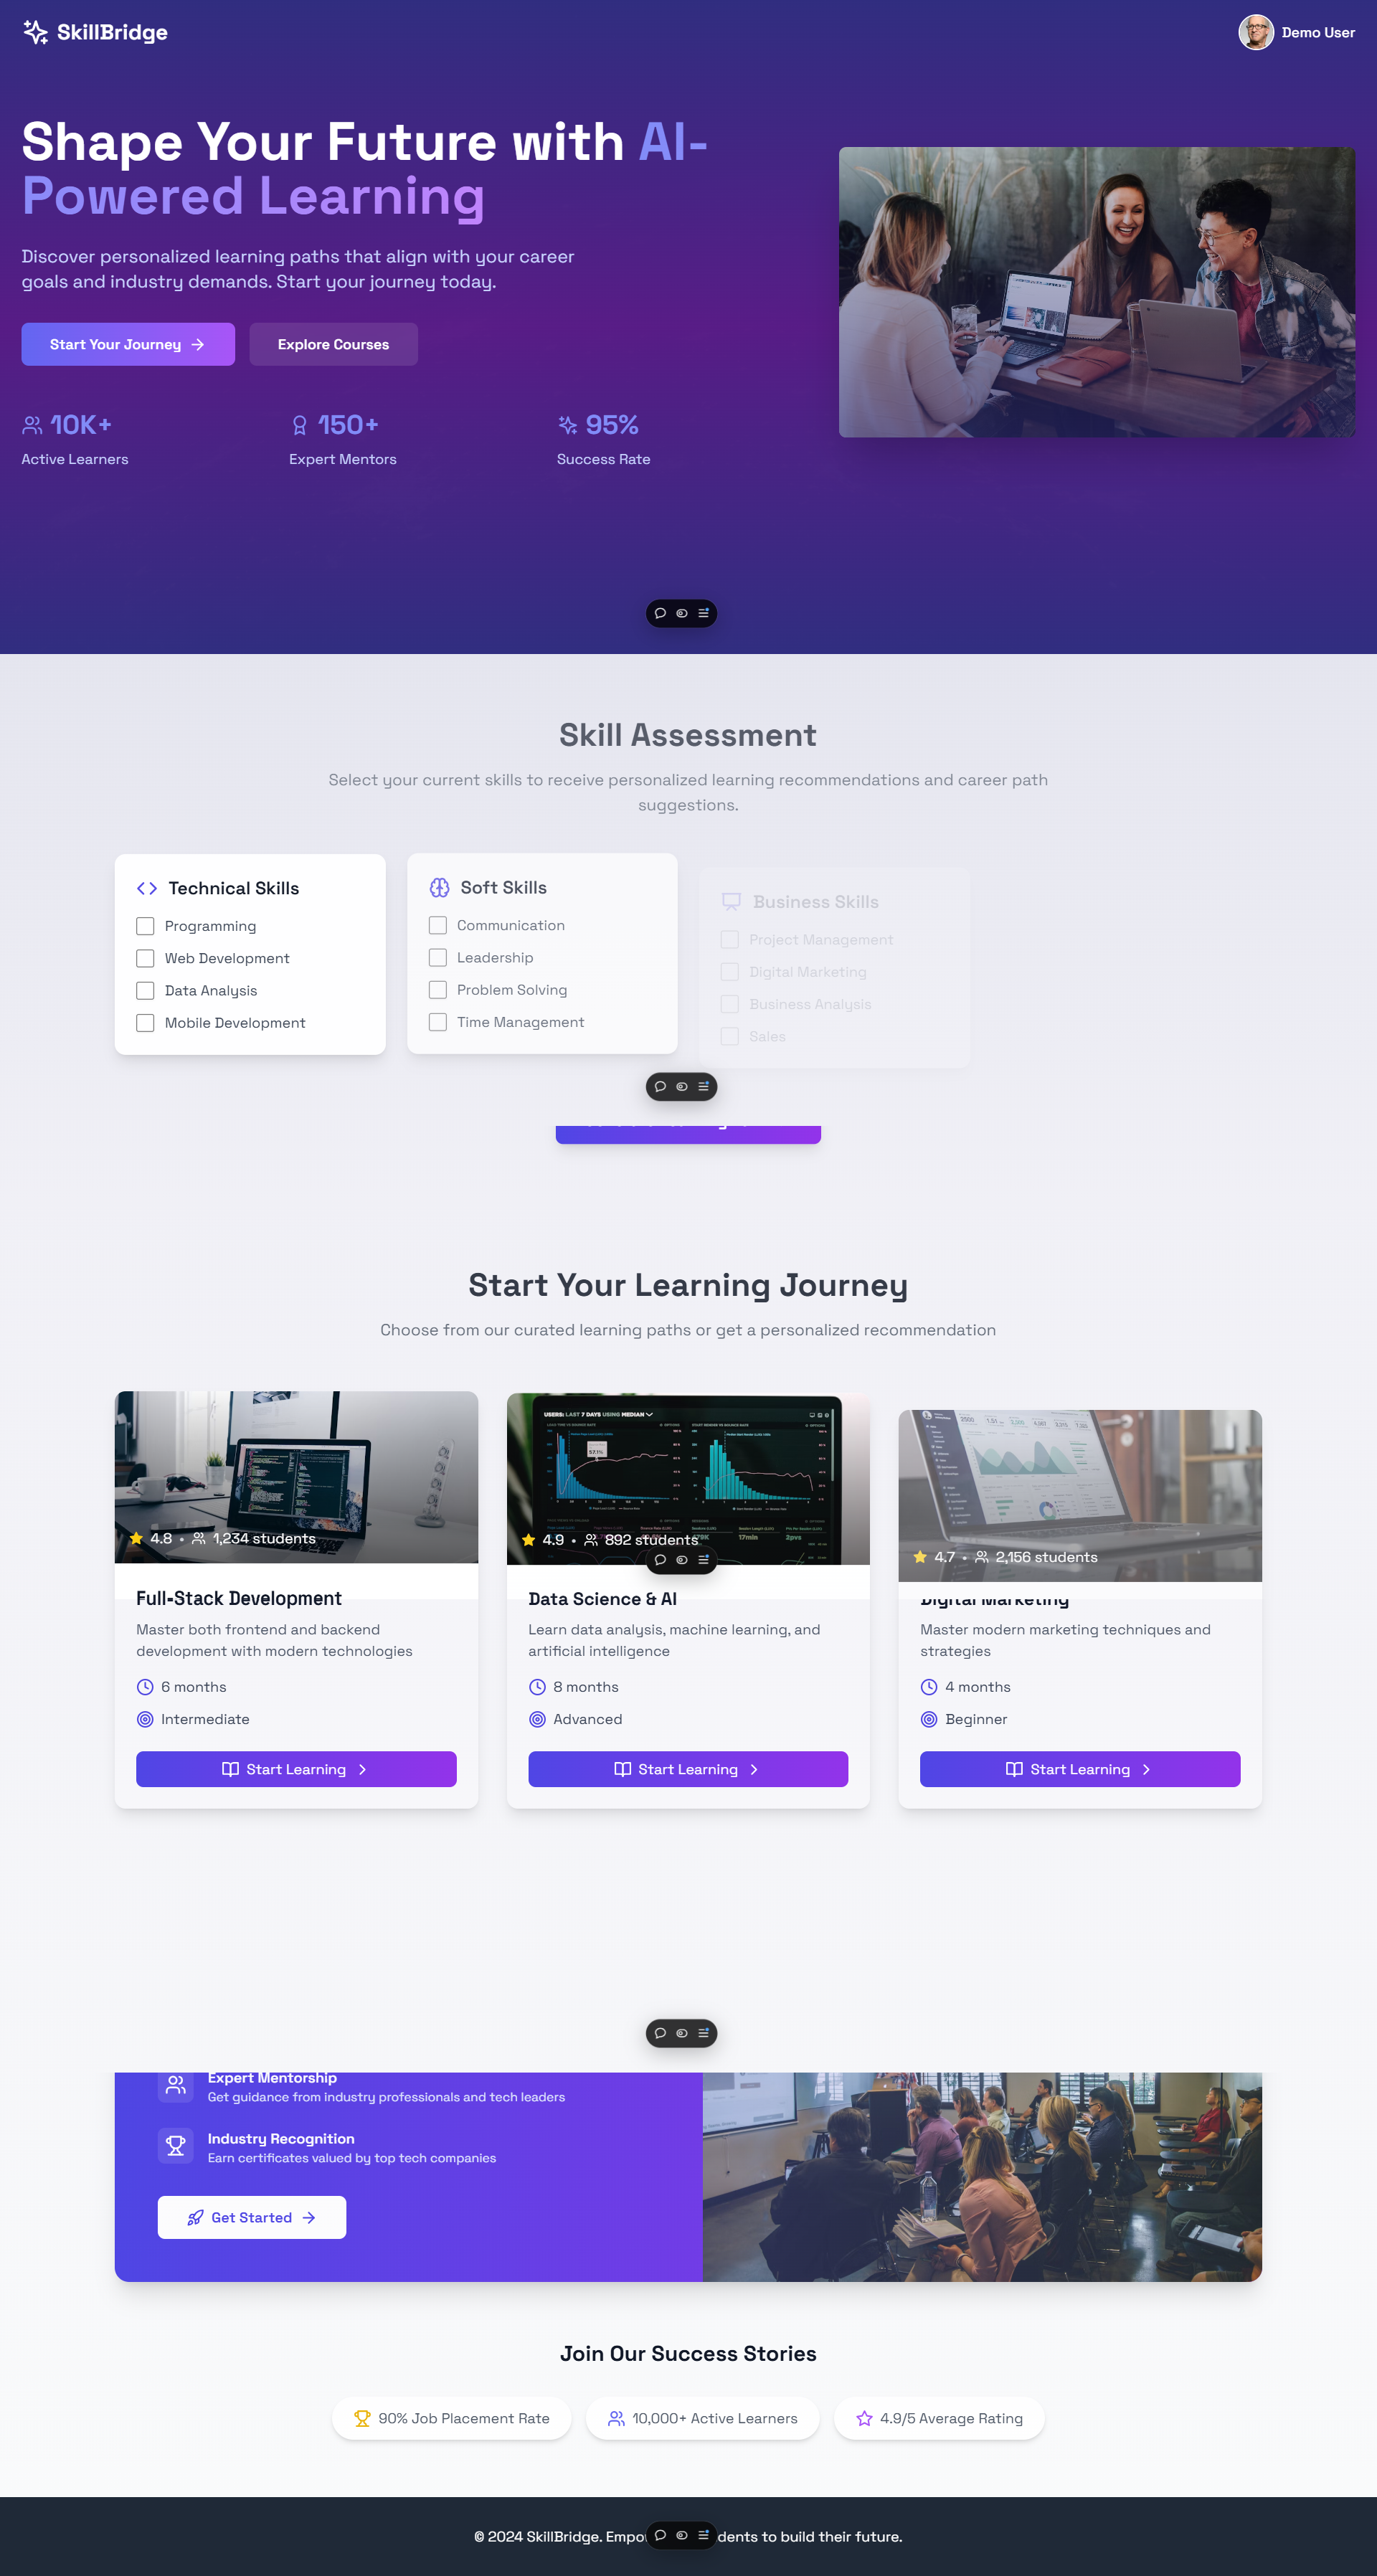 SkillBridge
Demo User
Shape Your Future with AI-
Powered Learning
Discover personalized learning paths that align with your career
goals and industry demands. Start your journey today.
Start Your Journey
Explore Courses
10K+
150+
95%
Active Learners
Expert Mentors
Success Rate
Skill Assessment
Select your current skills to receive personalized learning recommendations and career path
suggestions.
Technical Skills
Programming
Web Development
Data Analysis
Mobile Development
Soft Skills
Communication
Leadership
Problem Solving
Time Management
Business Skills
Project Management
Digital Marketing
Business Analysis
Sales
Start Your Learning Journey
Choose from our curated learning paths or get a personalized recommendation
4.8 • 1,234 students
Full-Stack Development
Master both frontend and backend
development with modern technologies
6 months
Intermediate
Start Learning
USERS: LAST 7 DAYS USING MEDIAN
4.9 • 892 students
Data Science & AI
Learn data analysis, machine learning, and
artificial intelligence
8 months
Advanced
Start Learning
4.7 • 2,156 students
Digital Marketing
Master modern marketing techniques and
strategies
4 months
Beginner
Start Learning
Expert Mentorship
Get guidance from industry professionals and tech leaders
Industry Recognition
Earn certificates valued by top tech companies
Get Started
Join Our Success Stories
90% Job Placement Rate
10,000+ Active Learners
4.9/5 Average Rating
© 2024 SkillBridge. to build their future.